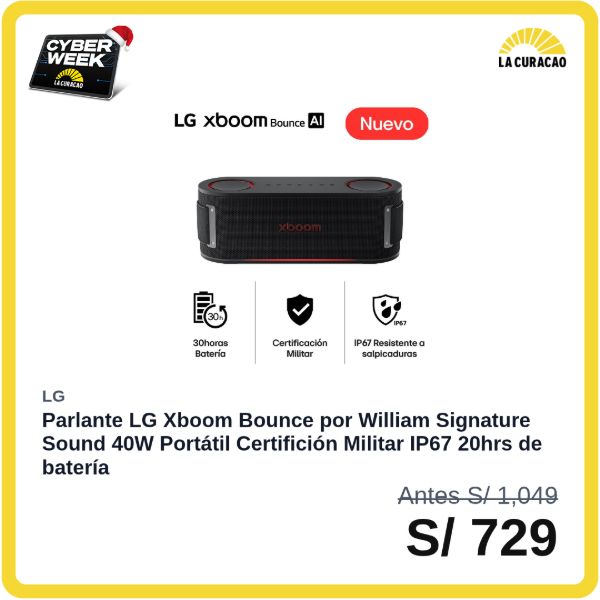 CYBER
WEEK
LA CURACAO
LA CURACAO
LG xboom Bounce AI
Nuevo
xboom
30h
IP67
30horas
Batería
Certificación
Militar
IP67 Resistente a
salpicaduras
LG
Parlante LG Xboom Bounce por William Signature
Sound 40W Portátil Certifición Militar IP67 20hrs de
batería
Antes S/ 1,049
S/ 729